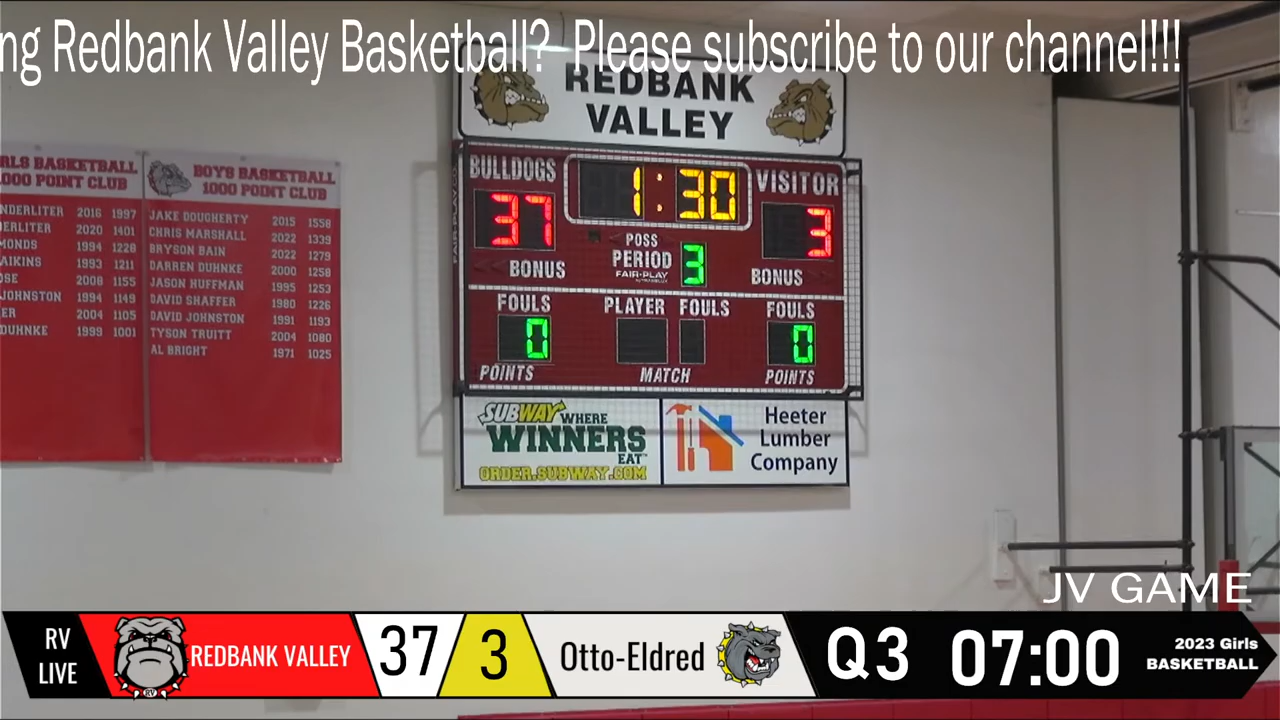 ng Redbank Valley Basketball? Please subscribe to our channel!!!
REDBANK
VALLEY
BULLDOGS
1:30
VISITOR
37
3
POSS
PERIOD
FAIR-PLAY
3
BONUS
BONUS
FOULS
PLAYER FOULS
FOULS
0
0
POINTS
MATCH
POINTS
SUBWAY WHERE
WINNERS
EAT
ORDER.SUBWAY.COM
Heeter
Lumber
Company
RLS BASKETBALL
1000 POINT CLUB
NDERLITER 2016 1997
DERLITER 2020 1401
MONDS 1994 1228
AIKINS 1993 1211
OSE 2008 1155
JOHNSTON 1994 1149
ER 2004 1105
DUHNKE 1999 1001
BOYS BASKETBALL
1000 POINT CLUB
JAKE DOUGHERTY 2015 1558
CHRIS MARSHALL 2022 1339
BRYSON BAIN 2022 1279
DARREN DUHNKE 2000 1258
JASON HUFFMAN 1995 1253
DAVID SHAFFER 1980 1226
DAVID JOHNSTON 1991 1193
TYSON TRUITT 2004 1080
AL BRIGHT 1971 1025
JV GAME
RV
LIVE
RV
REDBANK VALLEY
37
3
Otto-Eldred
Q3
07:00
2023 Girls
BASKETBALL